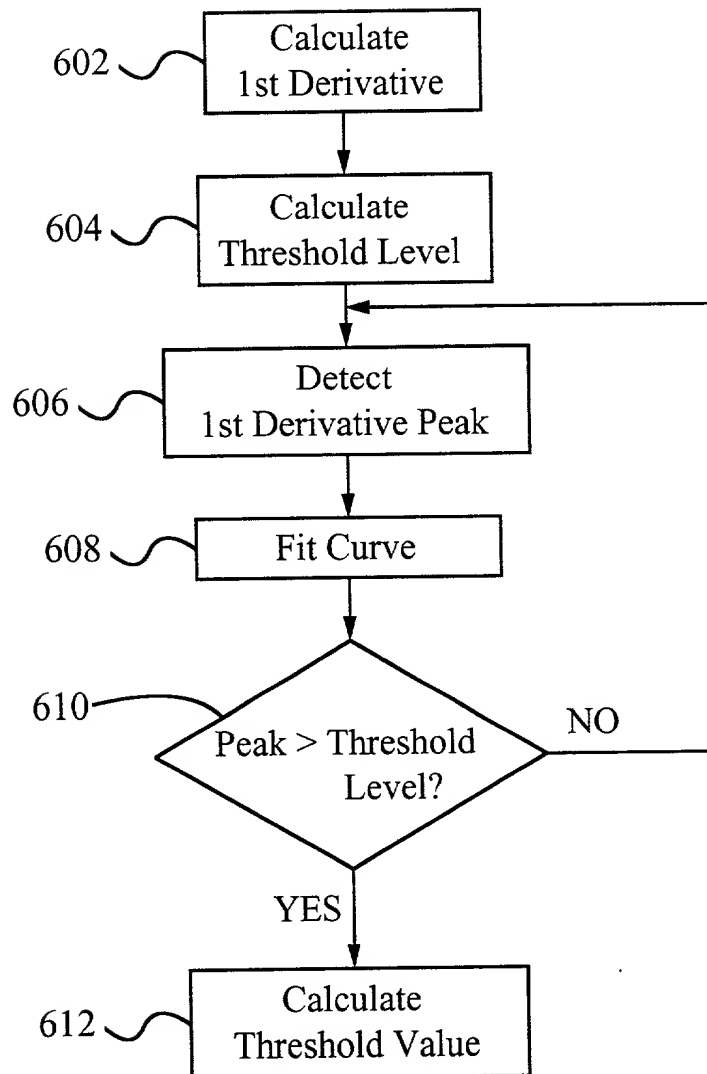 602
Calculate
1st Derivative
604
Calculate
Threshold Level
606
Detect
1st Derivative Peak
608
Fit Curve
610
Peak > Threshold
Level?
NO
YES
612
Calculate
Threshold Value